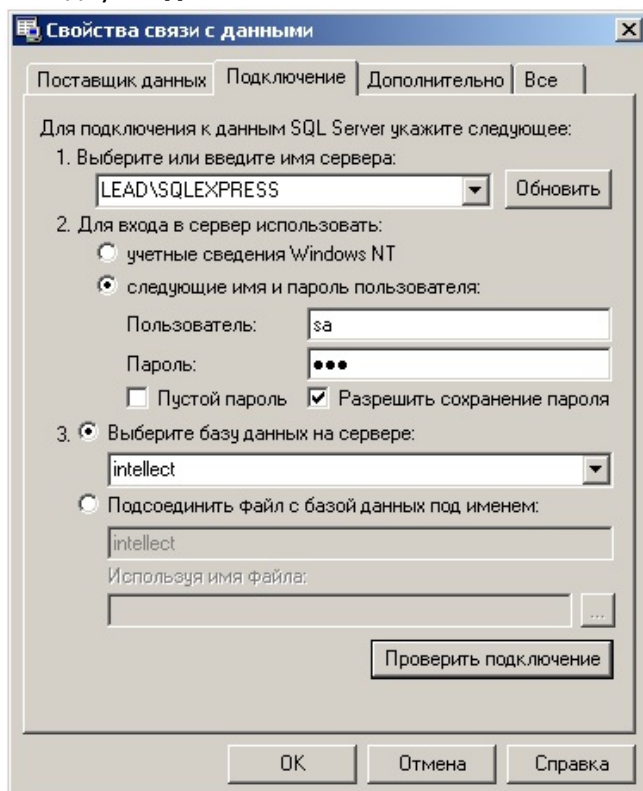 Свойства связи с данными
Поставщик данных Подключение Дополнительно Все
Для подключения к данным SQL Server укажите следующее:
1. Выберите или введите имя сервера:
LEAD\SQLEXPRESS Обновить
2. Для входа в сервер использовать:
учетные сведения Windows NT
следующие имя и пароль пользователя:
Пользователь: sa
Пароль: ●●●
Пустой пароль Разрешить сохранение пароля
3. Выберите базу данных на сервере:
intellect
Подсоединить файл с базой данных под именем:
intellect
Используя имя файла:
...
Проверить подключение
OK Отмена Справка